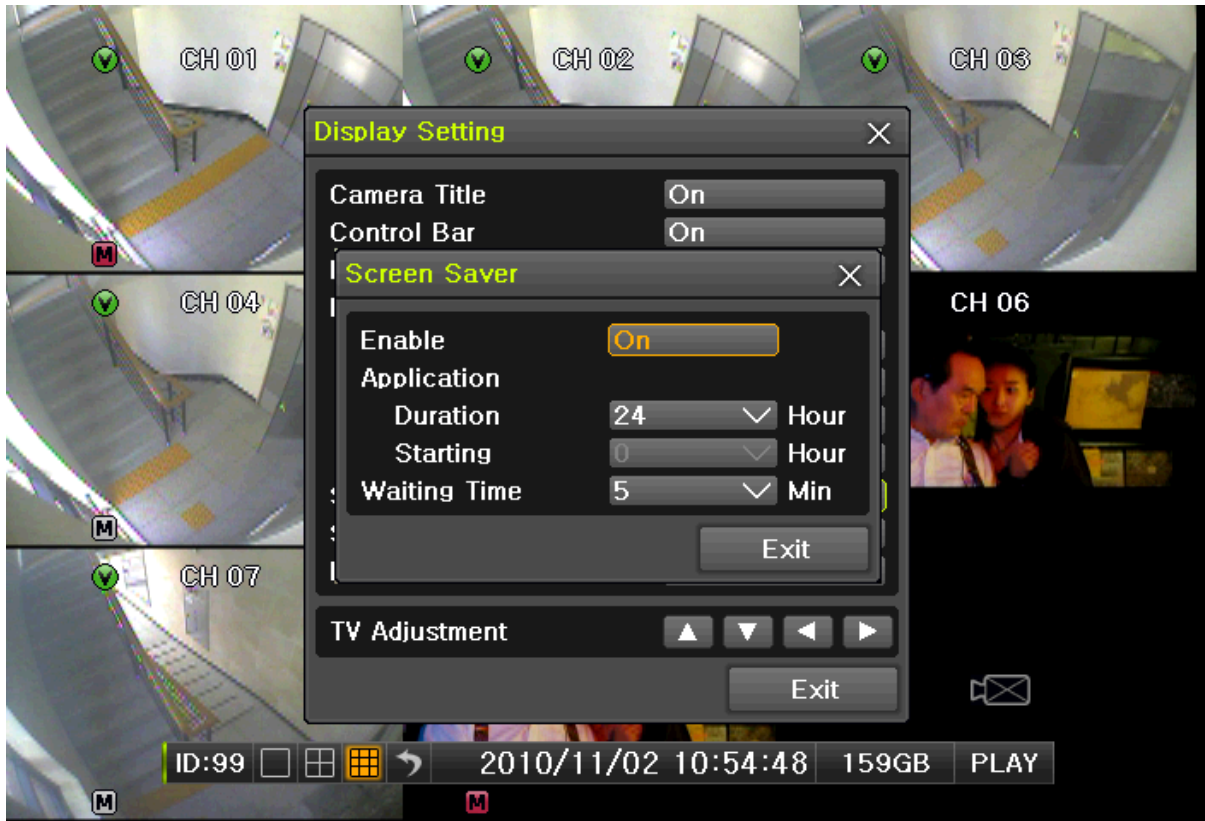 CH 01
CH 02
CH 03
Display Setting
Camera Title On
Control Bar On
M
Screen Saver
CH 04
CH 06
Enable On
Application
Duration 24 Hour
Starting 0 Hour
Waiting Time 5 Min
M
Exit
CH 07
TV Adjustment
Exit
ID:99 2010/11/02 10:54:48 159GB PLAY
M
M